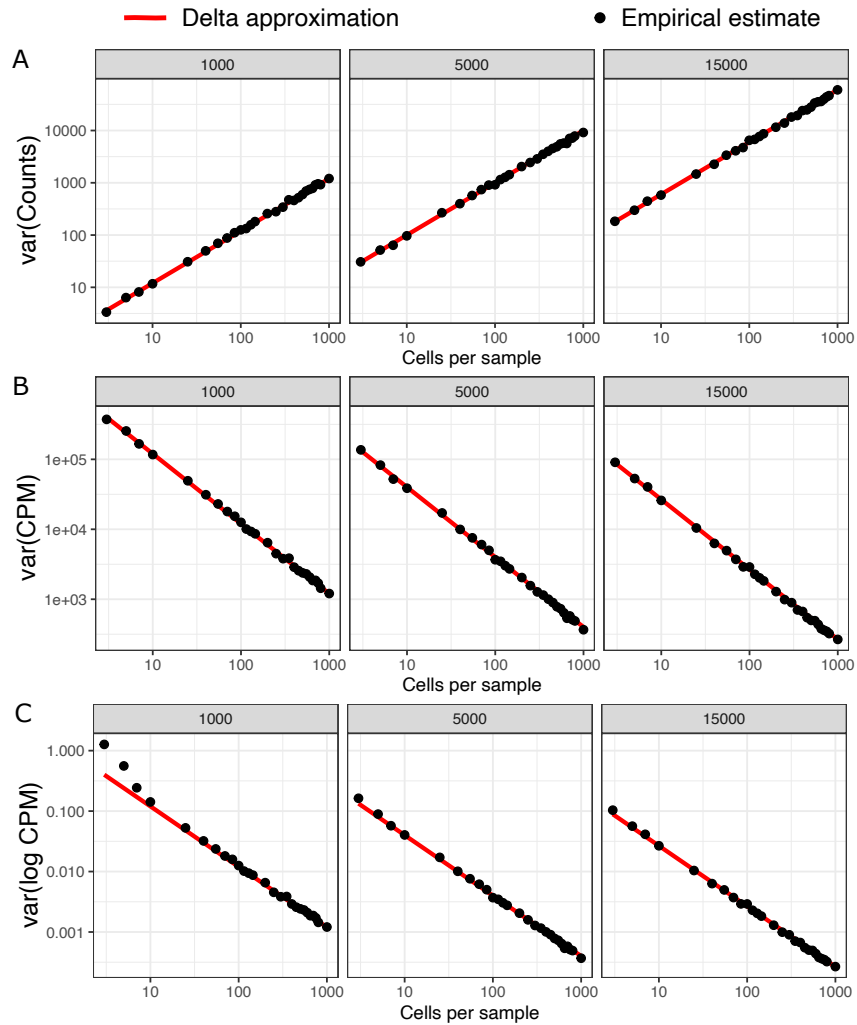 Delta approximation Empirical estimate
A
1000 5000 15000
var(Counts)
10000
1000
100
10
10 100 1000 10 100 1000 10 100 1000
Cells per sample
B
1000 5000 15000
var(CPM)
1e+05
1e+04
1e+03
10 100 1000 10 100 1000 10 100 1000
Cells per sample
C
1000 5000 15000
var(log CPM)
1.000
0.100
0.010
0.001
10 100 1000 10 100 1000 10 100 1000
Cells per sample